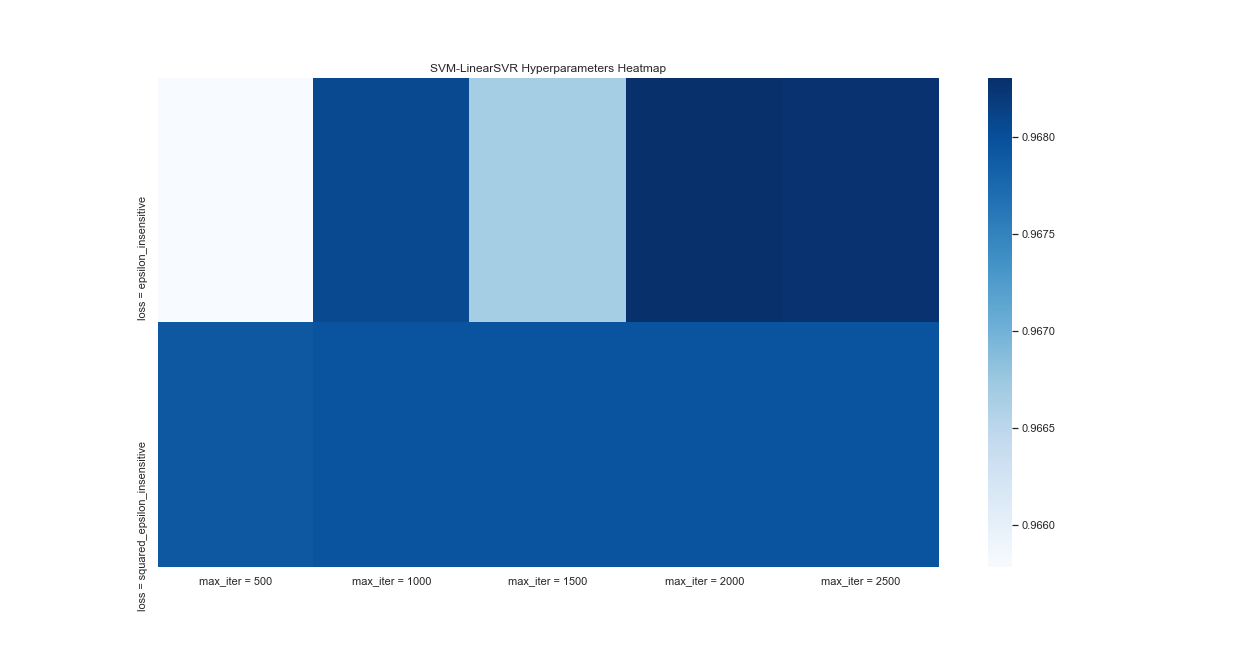 SVM-LinearSVR Hyperparameters Heatmap
loss = epsilon_insensitive
loss = squared_epsilon_insensitive
max_iter = 500
max_iter = 1000
max_iter = 1500
max_iter = 2000
max_iter = 2500
0.9680
0.9675
0.9670
0.9665
0.9660